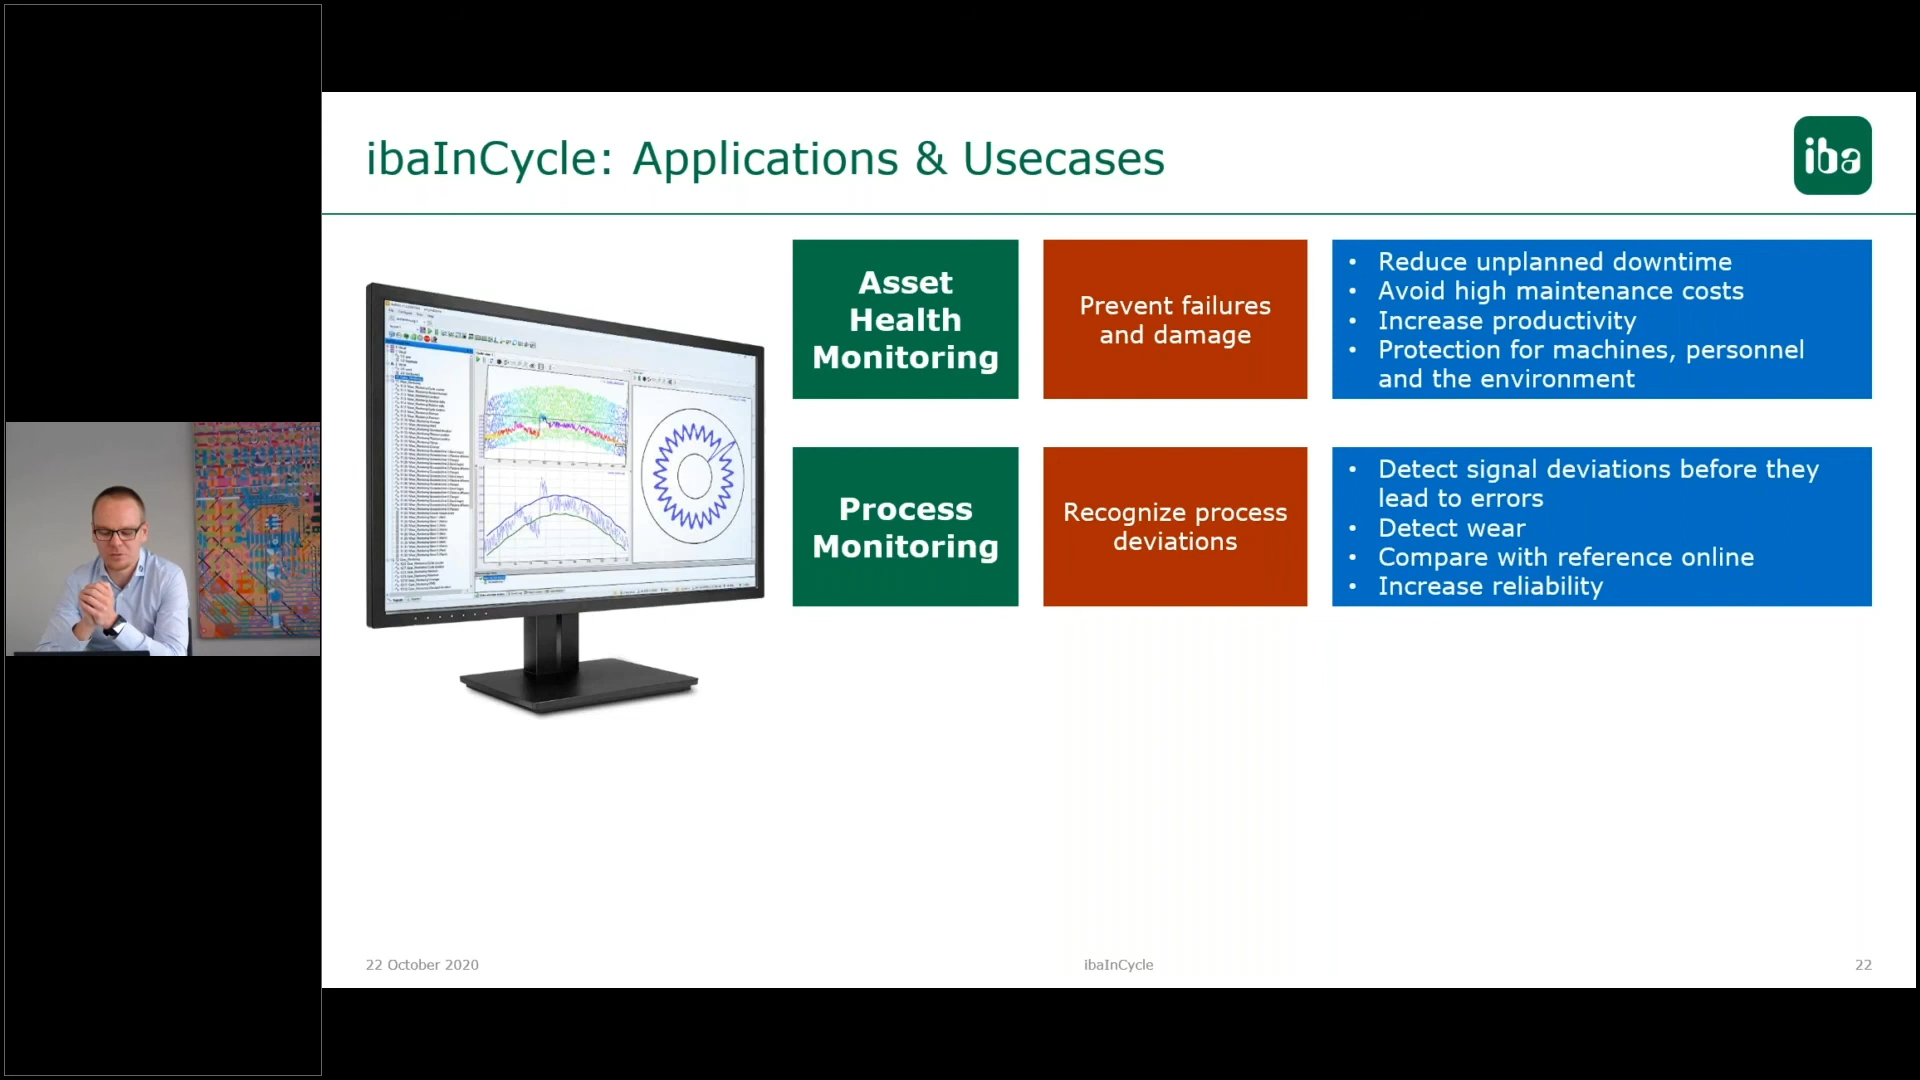 ibaInCycle: Applications & Usecases
iba
Asset
Health
Monitoring
Prevent failures
and damage
• Reduce unplanned downtime
• Avoid high maintenance costs
• Increase productivity
• Protection for machines, personnel
and the environment
Process
Monitoring
Recognize process
deviations
• Detect signal deviations before they
lead to errors
• Detect wear
• Compare with reference online
• Increase reliability
22 October 2020
ibaInCycle
22